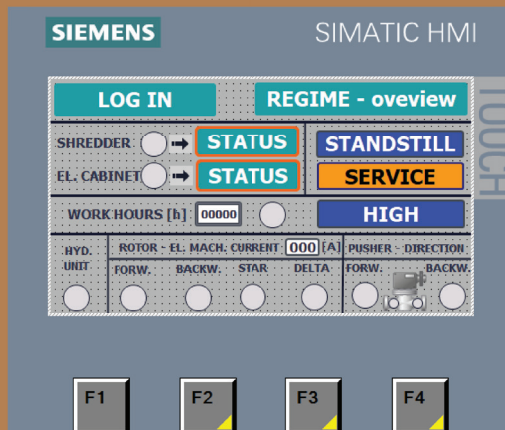 SIEMENS SIMATIC HMI
TOUCH
LOG IN REGIME - oveview
SHREDDER STATUS STANDSTILL
EL. CABINET STATUS SERVICE
WORK HOURS [h] 00000 HIGH
HYD. UNIT ROTOR - EL. MACH. CURRENT 000 [A] PUSHER - DIRECTION
FORW. BACKW. STAR DELTA FORW. BACKW.
F1 F2 F3 F4